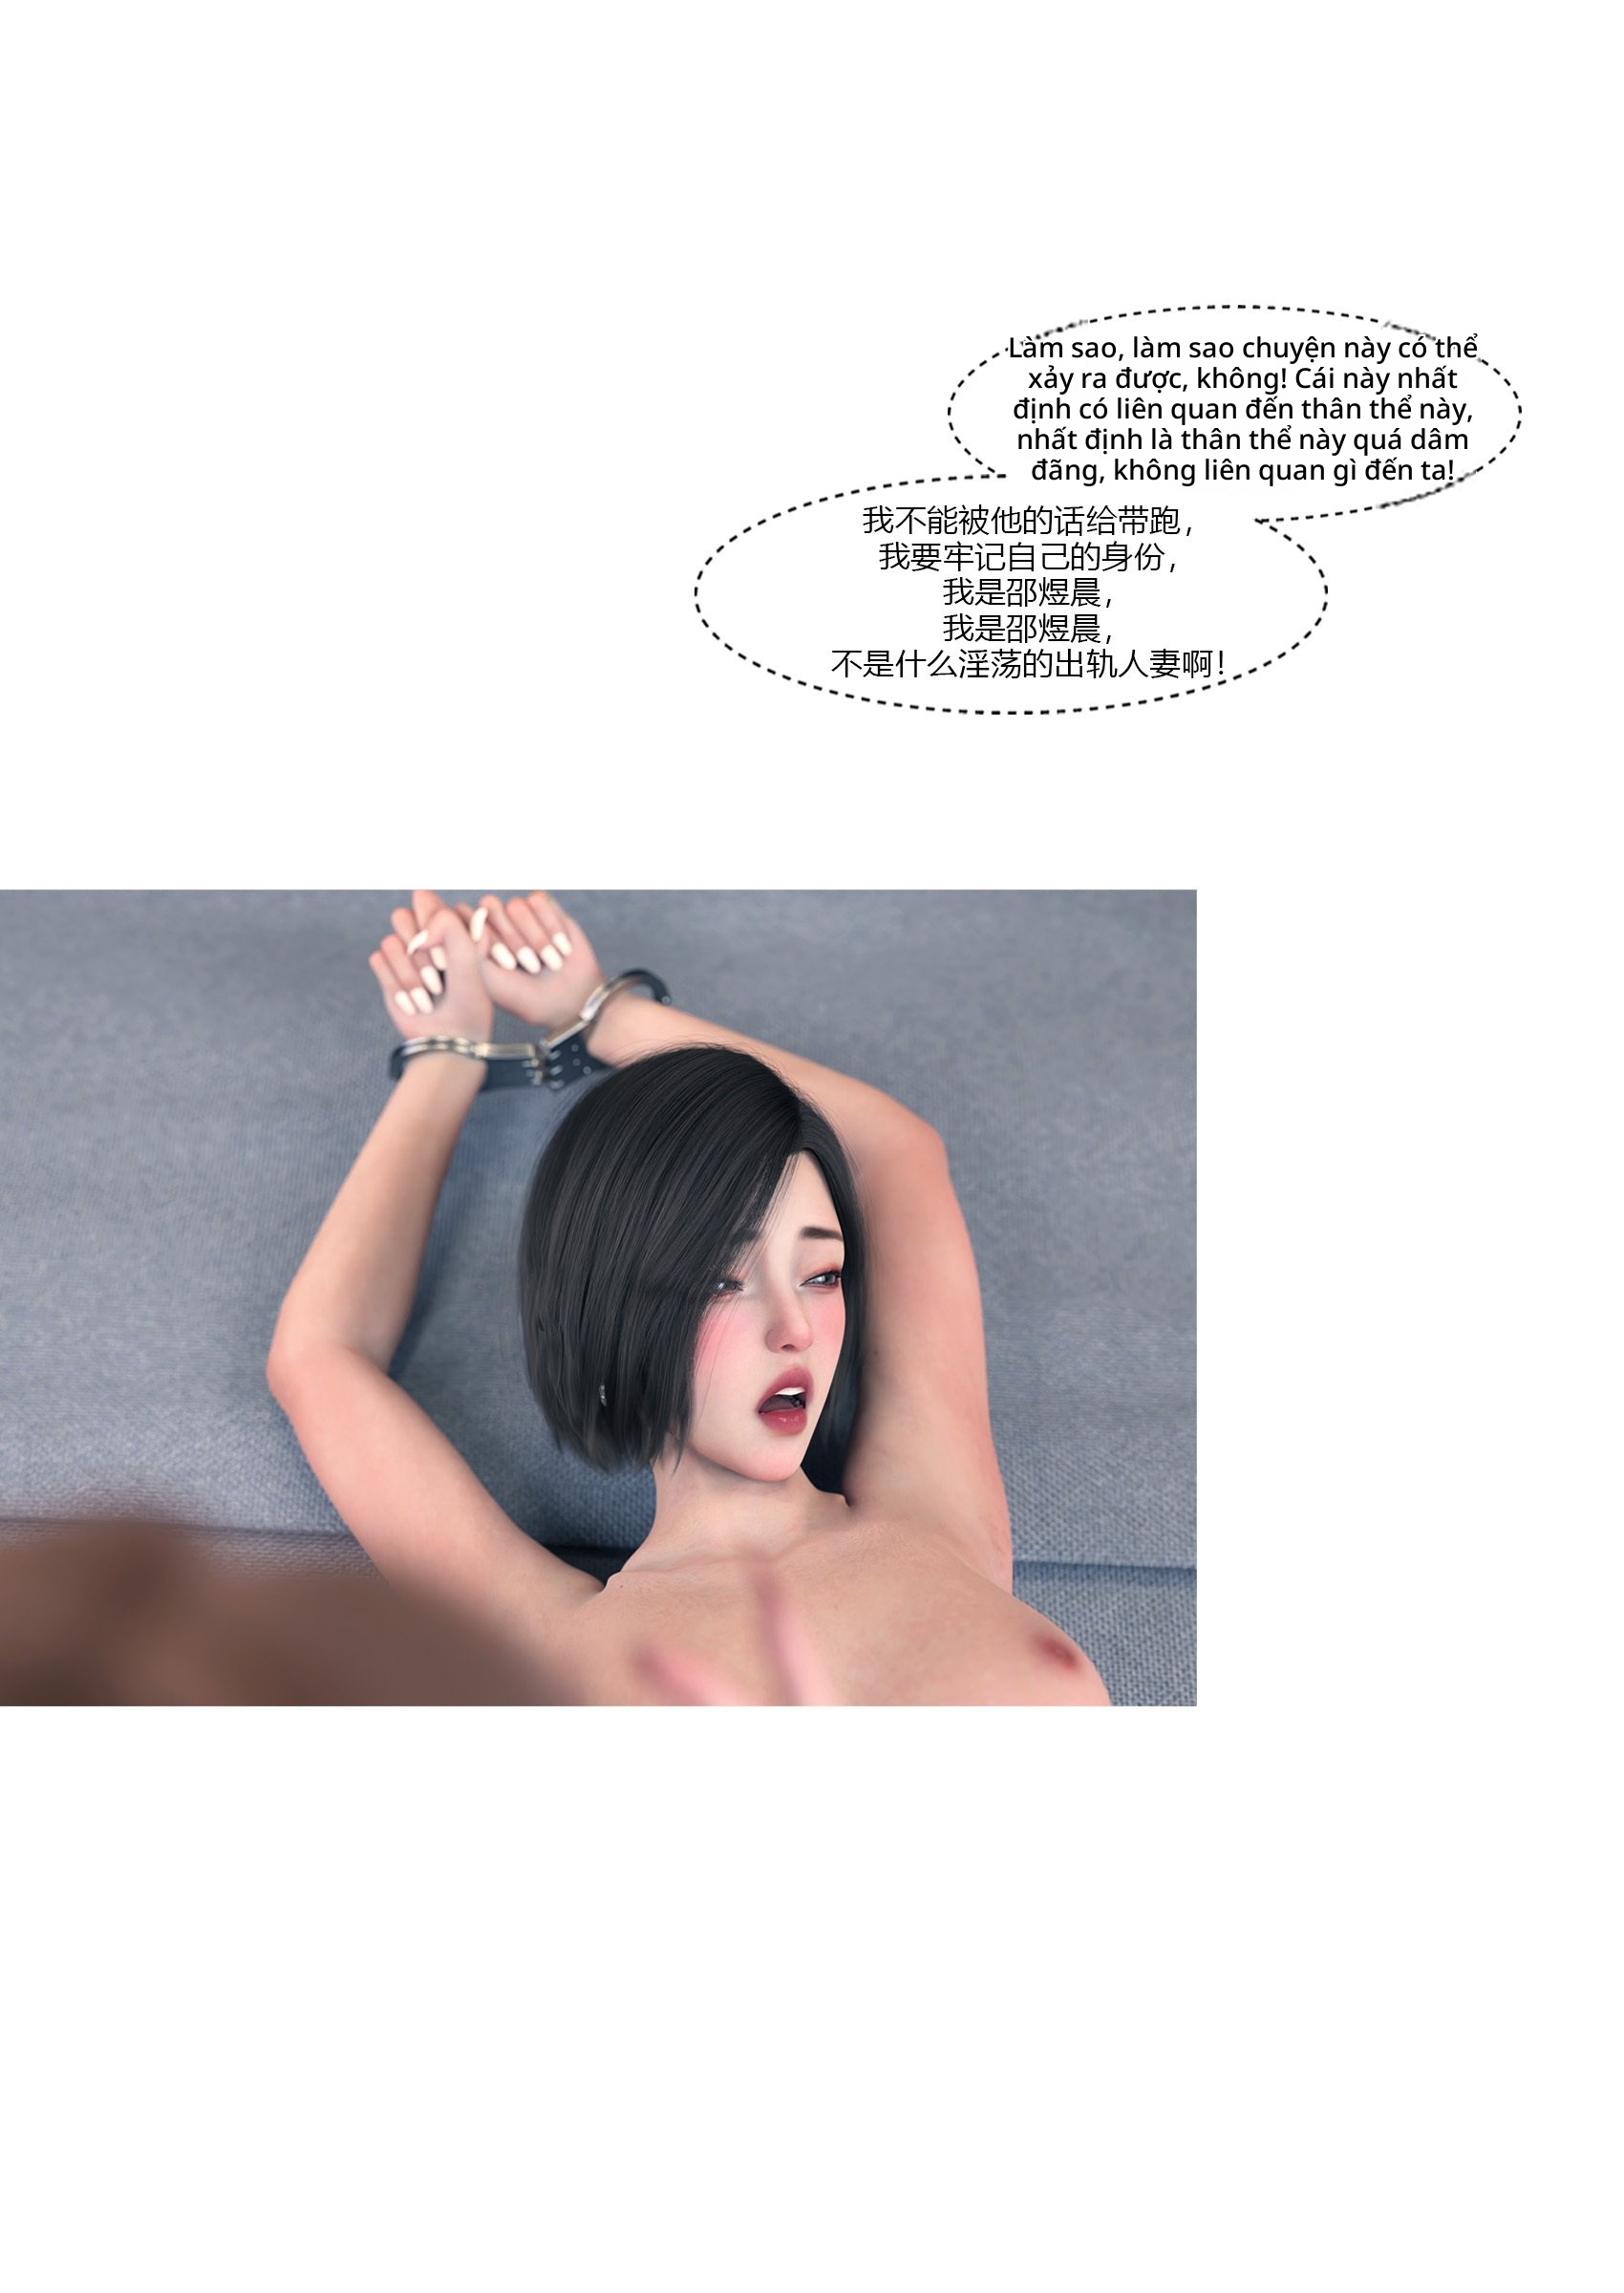 Làm sao, làm sao chuyện này có thể
xảy ra được, không! Cái này nhất
định có liên quan đến thân thể này,
nhất định là thân thể này quá dâm
đãng, không liên quan gì đến ta!
我不能被他的话给带跑，
我要牢记自己的身份，
我是邵煜晨，
我是邵煜晨，
不是什么淫荡的出轨人妻啊！